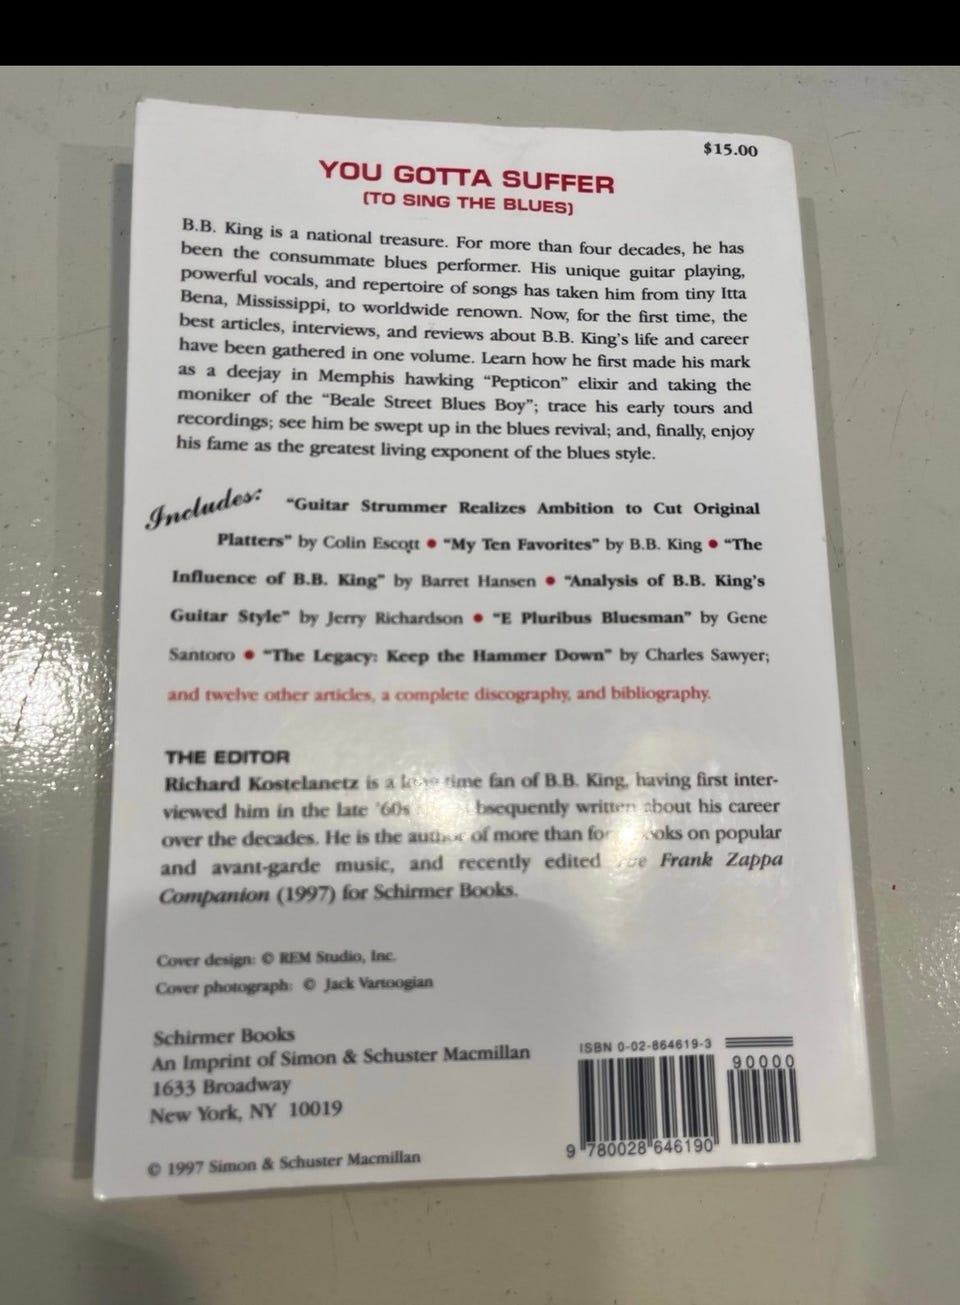 $15.00
YOU GOTTA SUFFER
(TO SING THE BLUES)
B.B. King is a national treasure. For more than four decades, he has
been the consummate blues performer. His unique guitar playing,
powerful vocals, and repertoire of songs has taken him from tiny Itta
Bena, Mississippi, to worldwide renown. Now, for the first time, the
best articles, interviews, and reviews about B.B. King's life and career
have been gathered in one volume. Learn how he first made his mark
as a deejay in Memphis hawking “Pepticon” elixir and taking the
moniker of the “Beale Street Blues Boy”; trace his early tours and
recordings; see him be swept up in the blues revival; and, finally, enjoy
his fame as the greatest living exponent of the blues style.
Includes: “Guitar Strummer Realizes Ambition to Cut Original
Platters” by Colin Escott • “My Ten Favorites” by B.B. King • “The
Influence of B.B. King” by Barret Hansen • “Analysis of B.B. King's
Guitar Style” by Jerry Richardson • “E Pluribus Bluesman” by Gene
Santoro • “The Legacy: Keep the Hammer Down” by Charles Sawyer;
and twelve other articles, a complete discography, and bibliography.
THE EDITOR
Richard Kostelanetz is a time fan of B.B. King, having first inter-
viewed him in the late '60s written about his career
over the decades. He is the author of more than books on popular
and avant-garde music, and recently edited Frank Zappa
Companion (1997) for Schirmer Books.
Cover design: © REM Studio, Inc.
Cover photograph: © Jack Vartoogian
Schirmer Books
An Imprint of Simon & Schuster Macmillan
1633 Broadway
New York, NY 10019
© 1997 Simon & Schuster Macmillan
ISBN 0-02-864619-3
90000
9 780028 646190